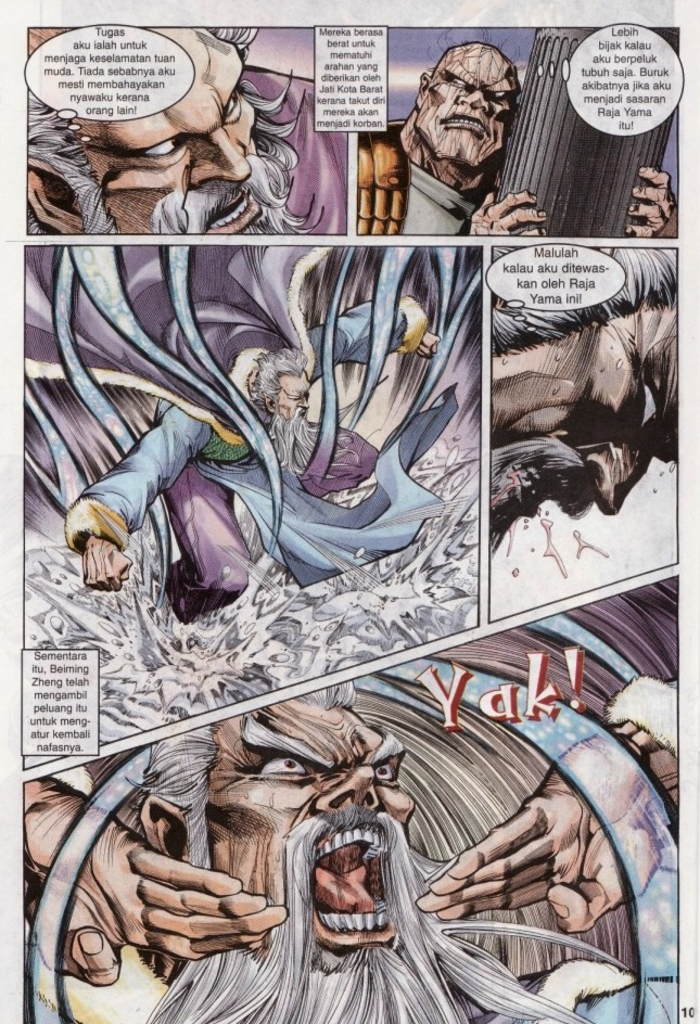 Tugas
aku ialah untuk
menjaga keselamatan tuan
muda. Tiada sebabnya aku
mesti membahayakan
nyawaku kerana
orang lain!
Mereka berasa
berat untuk
mematuhi
arahan yang
diberikan oleh
Jati Kota Barat
kerana takut diri
mereka akan
menjadi korban.
Lebih
bijak kalau
aku berpeluk
tubuh saja. Buruk
akibatnya jika aku
menjadi sasaran
Raja Yama
itu!
Malulah
kalau aku ditewas-
kan oleh Raja
Yama ini!
Sementara
itu, Beiming
Zheng telah
mengambil
peluang itu
untuk meng-
atur kembali
nafasnya.
Yak!